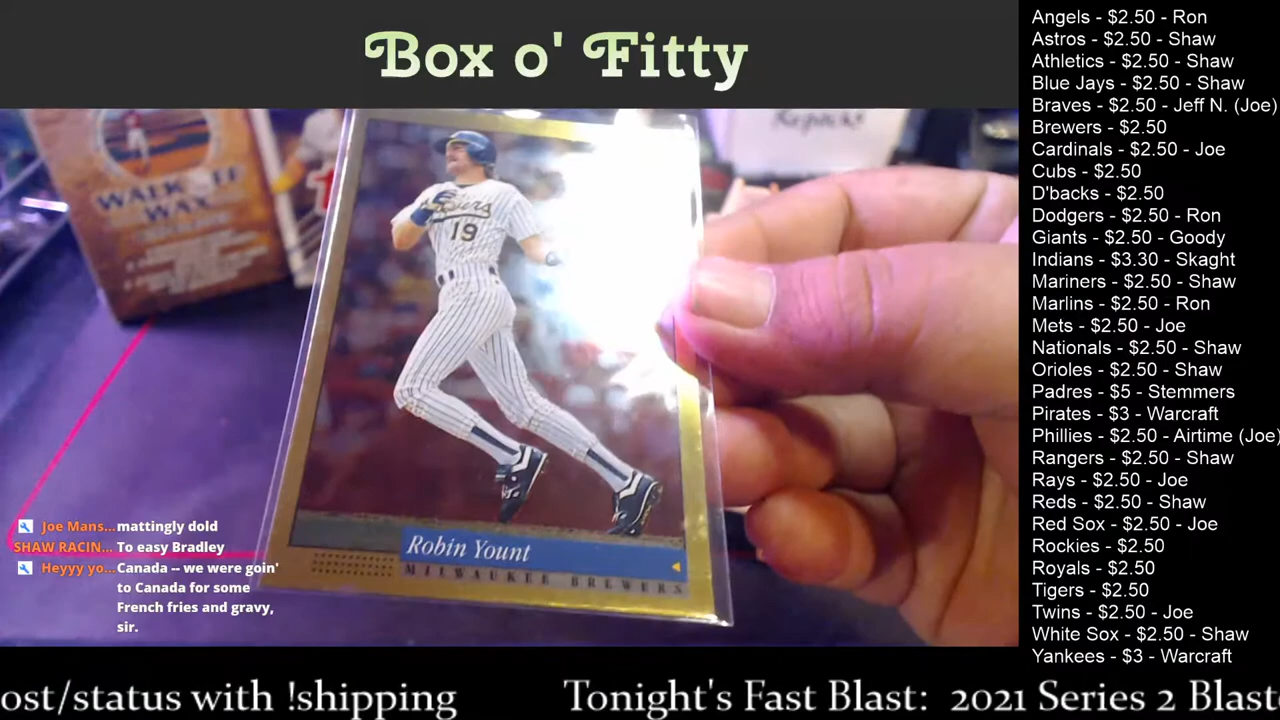 Box o' Fitty
Repacks
WALK OFF
WAX
19
Robin Yount
MILWAUKEE BREWERS
Joe Mans... mattingly dold
SHAW RACIN... To easy Bradley
Heyyy yo... Canada -- we were goin'
to Canada for some
French fries and gravy,
sir.
Angels - $2.50 - Ron
Astros - $2.50 - Shaw
Athletics - $2.50 - Shaw
Blue Jays - $2.50 - Shaw
Braves - $2.50 - Jeff N. (Joe)
Brewers - $2.50
Cardinals - $2.50 - Joe
Cubs - $2.50
D'backs - $2.50
Dodgers - $2.50 - Ron
Giants - $2.50 - Goody
Indians - $3.30 - Skaght
Mariners - $2.50 - Shaw
Marlins - $2.50 - Ron
Mets - $2.50 - Joe
Nationals - $2.50 - Shaw
Orioles - $2.50 - Shaw
Padres - $5 - Stemmers
Pirates - $3 - Warcraft
Phillies - $2.50 - Airtime (Joe)
Rangers - $2.50 - Shaw
Rays - $2.50 - Joe
Reds - $2.50 - Shaw
Red Sox - $2.50 - Joe
Rockies - $2.50
Royals - $2.50
Tigers - $2.50
Twins - $2.50 - Joe
White Sox - $2.50 - Shaw
Yankees - $3 - Warcraft
ost/status with !shipping Tonight's Fast Blast: 2021 Series 2 Blast